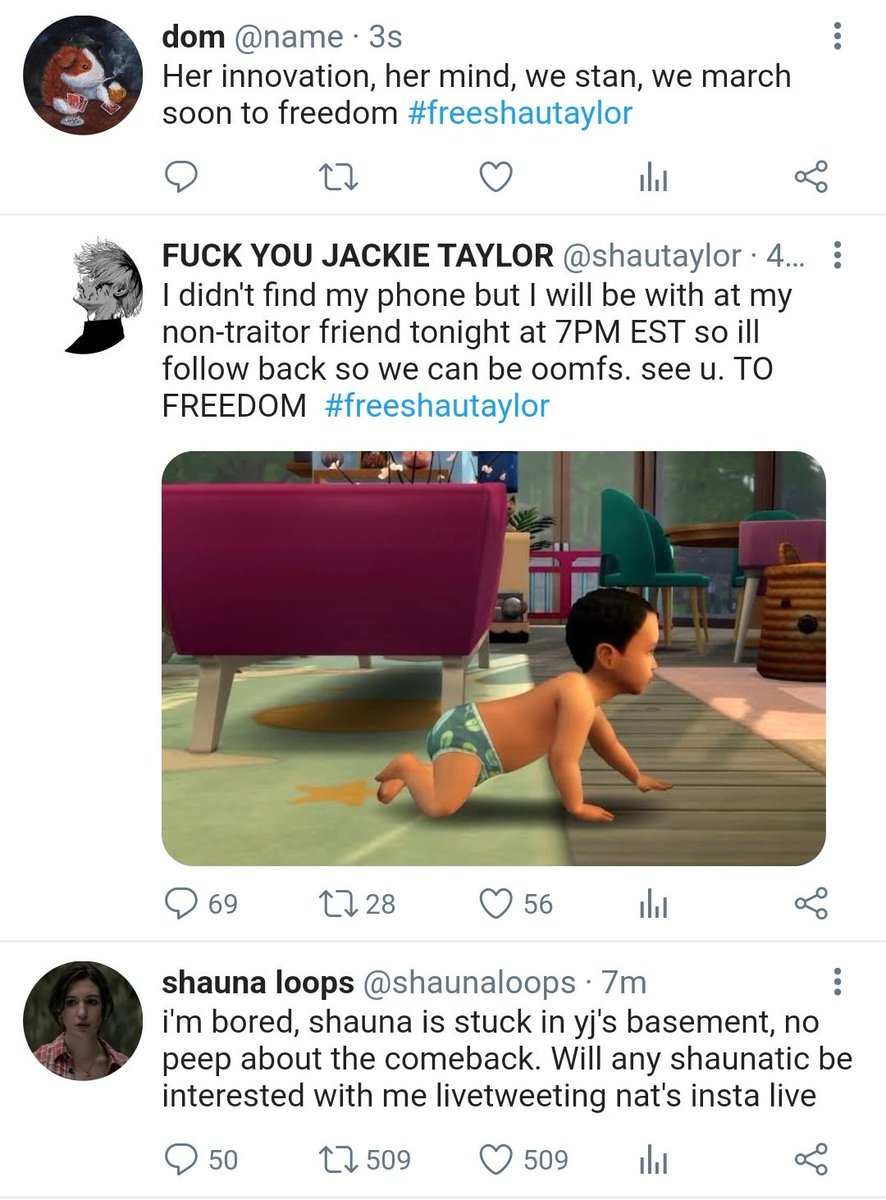 dom @name · 3s
Her innovation, her mind, we stan, we march
soon to freedom #freeshautaylor
FUCK YOU JACKIE TAYLOR @shautaylor · 4...
I didn't find my phone but I will be with at my
non-traitor friend tonight at 7PM EST so ill
follow back so we can be oomfs. see u. TO
FREEDOM #freeshautaylor
69 28 56
shauna loops @shaunaloops · 7m
i'm bored, shauna is stuck in yj's basement, no
peep about the comeback. Will any shaunatic be
interested with me livetweeting nat's insta live
50 509 509